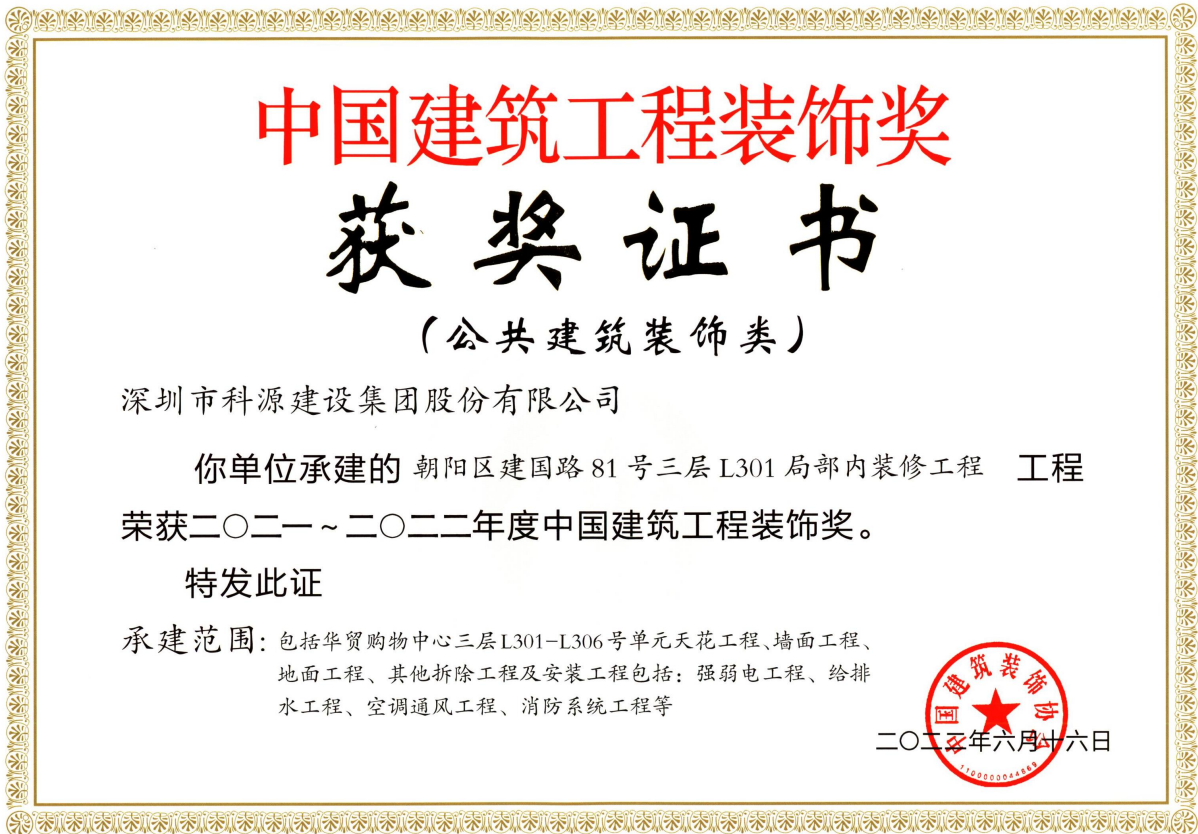 中国建筑工程装饰奖
获奖证书
（公共建筑装饰类）
深圳市科源建设集团股份有限公司
你单位承建的 朝阳区建国路81号三层L301局部内装修工程 工程
荣获二〇二一～二〇二二年度中国建筑工程装饰奖。
特发此证
承建范围：包括华贸购物中心三层L301-L306号单元天花工程、墙面工程、
地面工程、其他拆除工程及安装工程包括：强弱电工程、给排
水工程、空调通风工程、消防系统工程等
中国建筑装饰协会
二〇二三年六月十六日
1100000044869